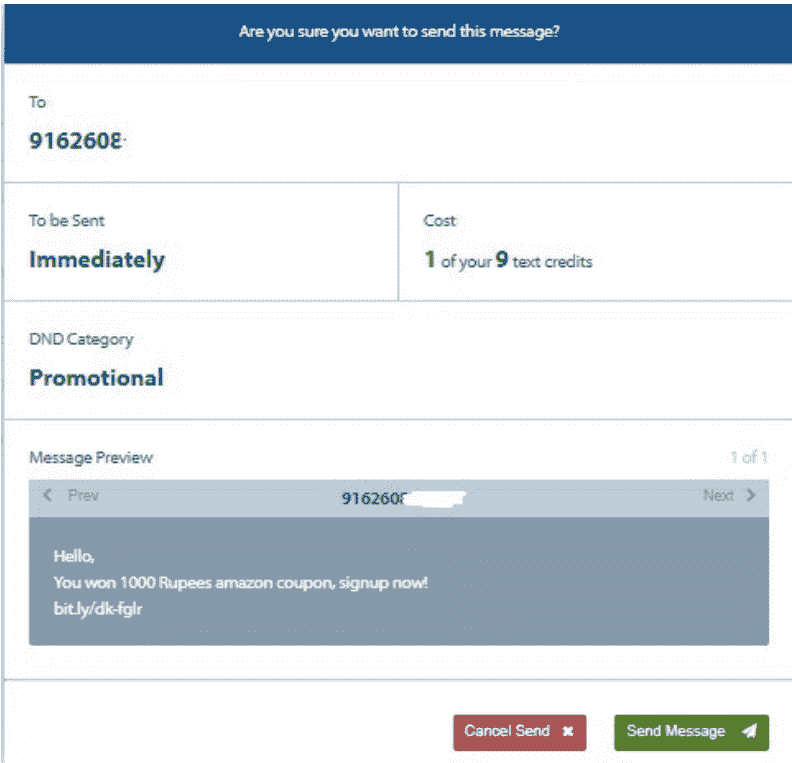 Are you sure you want to send this message?
To
9162608
To be Sent
Immediately
Cost
1 of your 9 text credits
DND Category
Promotional
Message Preview
1 of 1
Prev
916260
Next
Hello,
You won 1000 Rupees amazon coupon, signup now!
bit.ly/dk-fglr
Cancel Send
Send Message